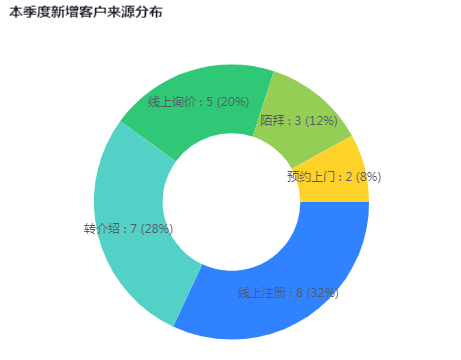 本季度新增客户来源分布
线上询价 : 5 (20%)
陌拜 : 3 (12%)
预约上门 : 2 (8%)
转介绍 : 7 (28%)
线上注册 : 8 (32%)